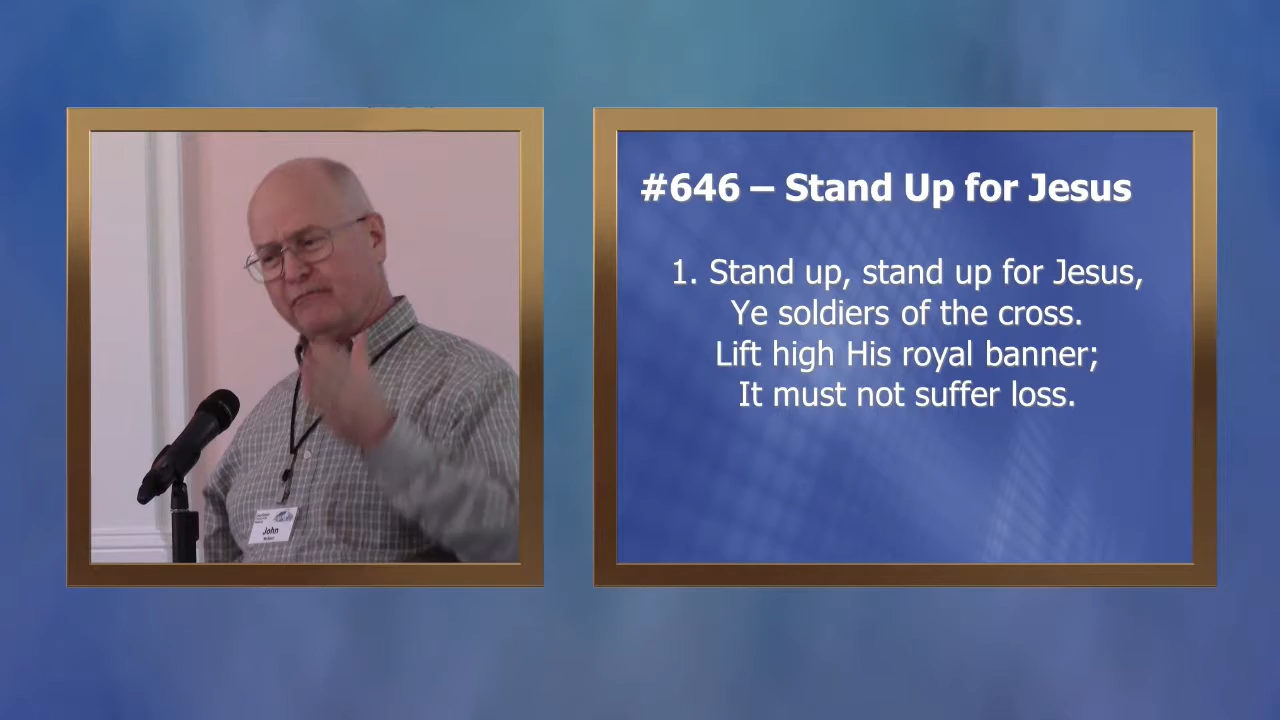 John
#646 – Stand Up for Jesus
1. Stand up, stand up for Jesus,
Ye soldiers of the cross.
Lift high His royal banner;
It must not suffer loss.